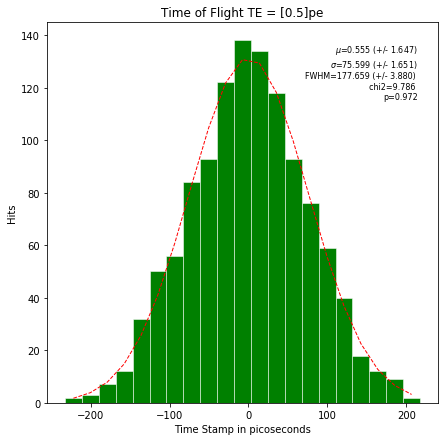 Time of Flight TE = [0.5]pe
μ=0.555 (+/- 1.647)
σ=75.599 (+/- 1.651)
FWHM=177.659 (+/- 3.880)
chi2=9.786
p=0.972
140
120
100
80
60
40
20
0
Hits
−200 −100 0 100 200
Time Stamp in picoseconds